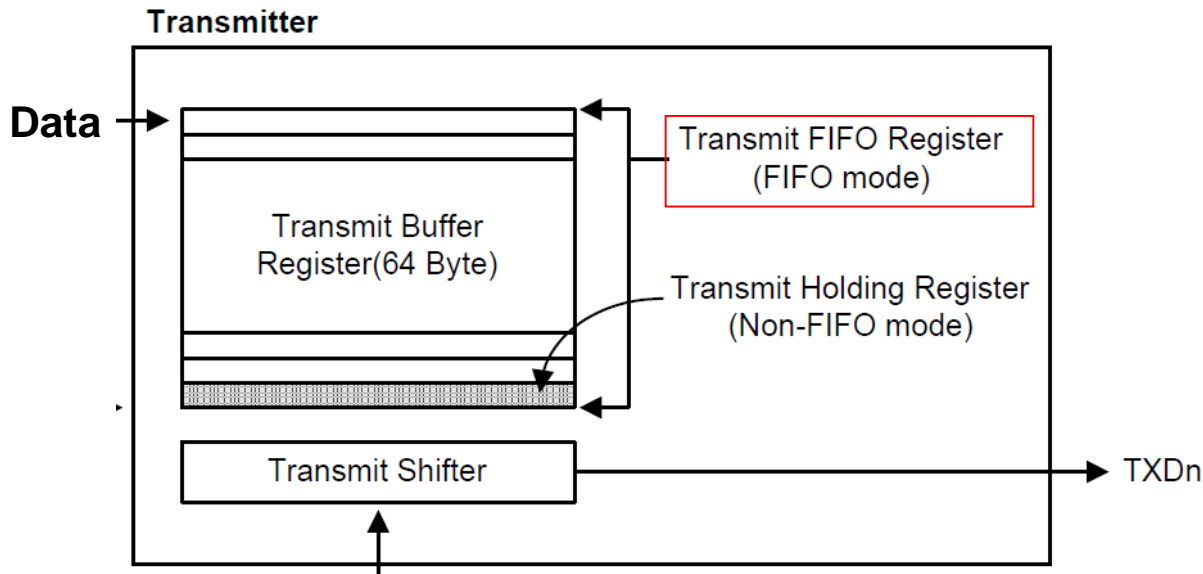 Transmitter
Data
Transmit FIFO Register
(FIFO mode)
Transmit Buffer
Register(64 Byte)
Transmit Holding Register
(Non-FIFO mode)
Transmit Shifter
TXDn